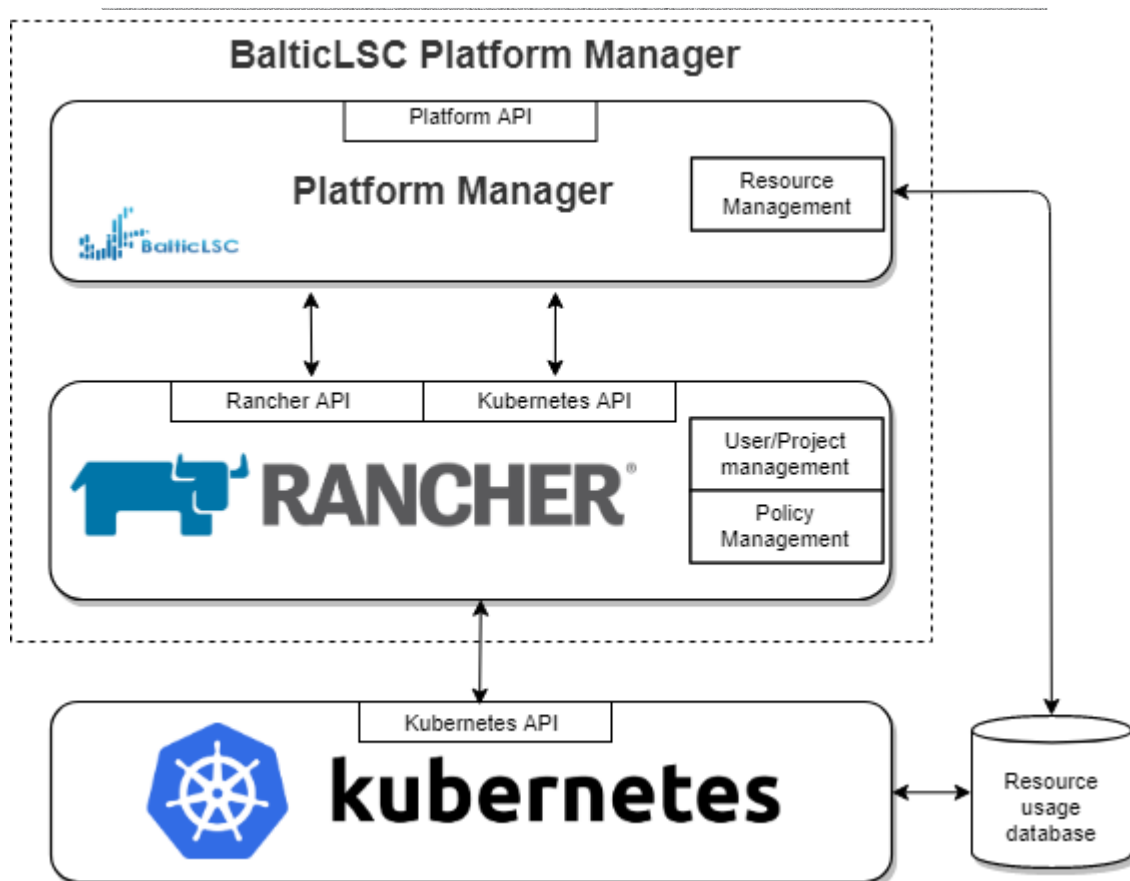 BalticLSC Platform Manager
Platform API
Platform Manager
Resource
Management
BalticLSC
Rancher API
Kubernetes API
User/Project
management
RANCHER®
Policy
Management
Kubernetes API
kubernetes
Resource
usage
database